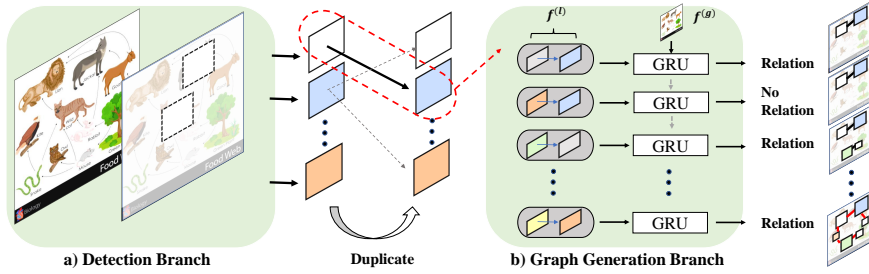 f^(l)
f^(g)
GRU
Relation
GRU
No
Relation
GRU
Relation
GRU
Relation
Food Web
Food Web
a) Detection Branch
Duplicate
b) Graph Generation Branch